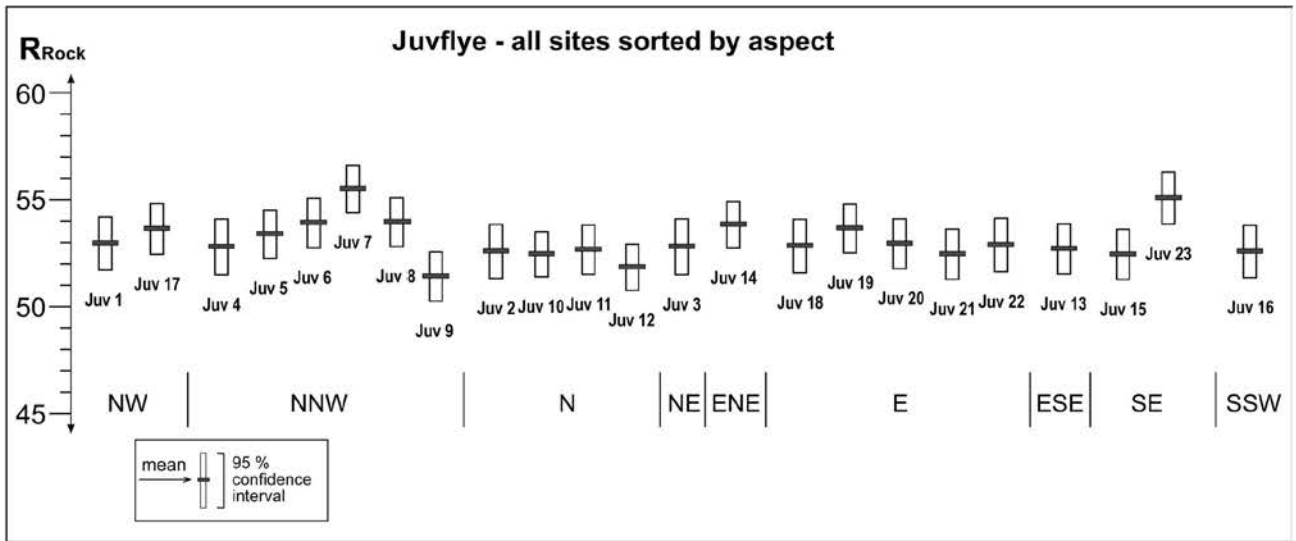 Juvflye - all sites sorted by aspect
RRock
60
55
50
45
Juv 1
Juv 17
Juv 4
Juv 5
Juv 6
Juv 7
Juv 8
Juv 9
Juv 2
Juv 10
Juv 11
Juv 12
Juv 3
Juv 14
Juv 18
Juv 19
Juv 20
Juv 21
Juv 22
Juv 13
Juv 15
Juv 23
Juv 16
NW
NNW
N
NE
ENE
E
ESE
SE
SSW
mean
95 %
confidence
interval